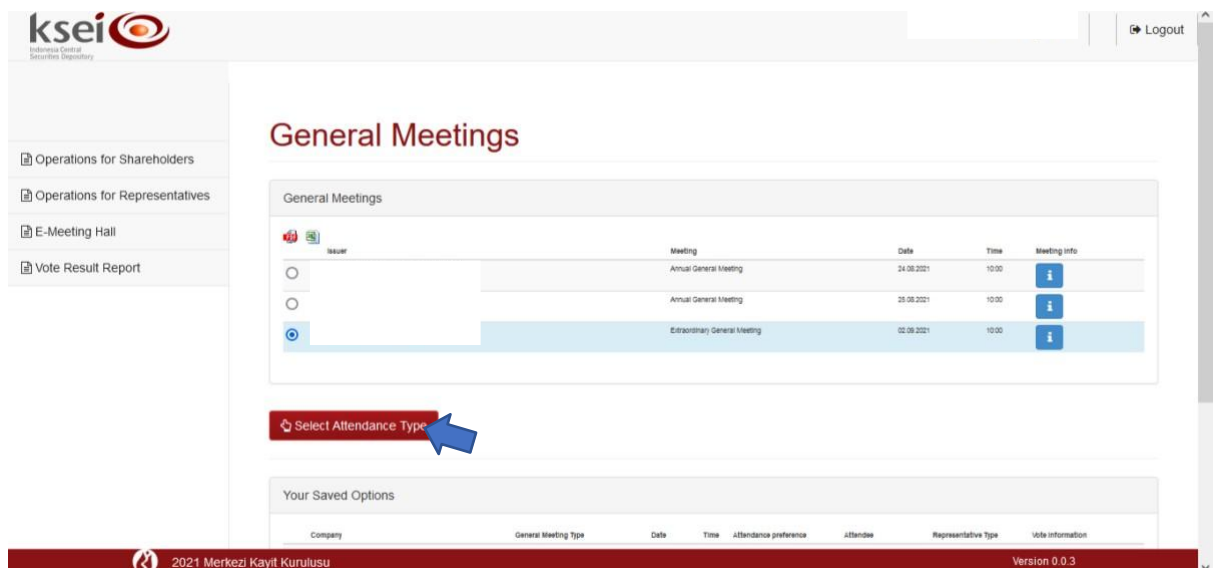 ksei
Indonesia Central
Securities Depository
Logout
Operations for Shareholders
Operations for Representatives
E-Meeting Hall
Vote Result Report
General Meetings
General Meetings
Issuer Meeting Date Time Meeting Info
Annual General Meeting 24.08.2021 10:00 i
Annual General Meeting 25.08.2021 10:00 i
Extraordinary General Meeting 02.09.2021 10:00 i
Select Attendance Type
Your Saved Options
Company General Meeting Type Date Time Attendance preference Attendee Representative Type Vote information
2021 Merkezi Kayit Kurulusu Version 0.0.3